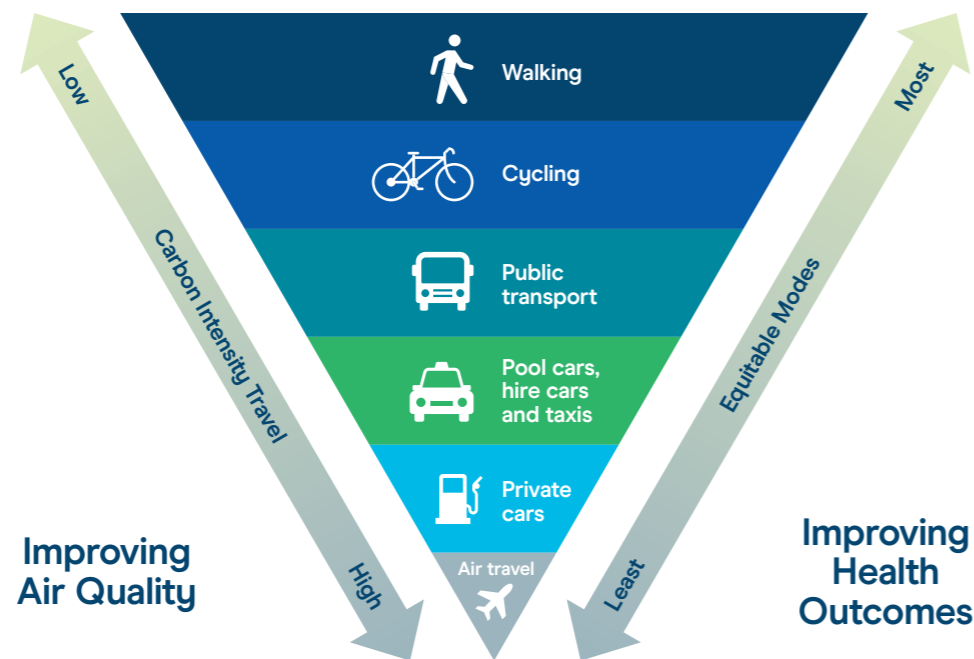 Walking
Cycling
Public
transport
Pool cars,
hire cars
and taxis
Private
cars
Air travel
Low
Carbon Intensity Travel
High
Most
Equitable Modes
Least
Improving
Air Quality
Improving
Health
Outcomes